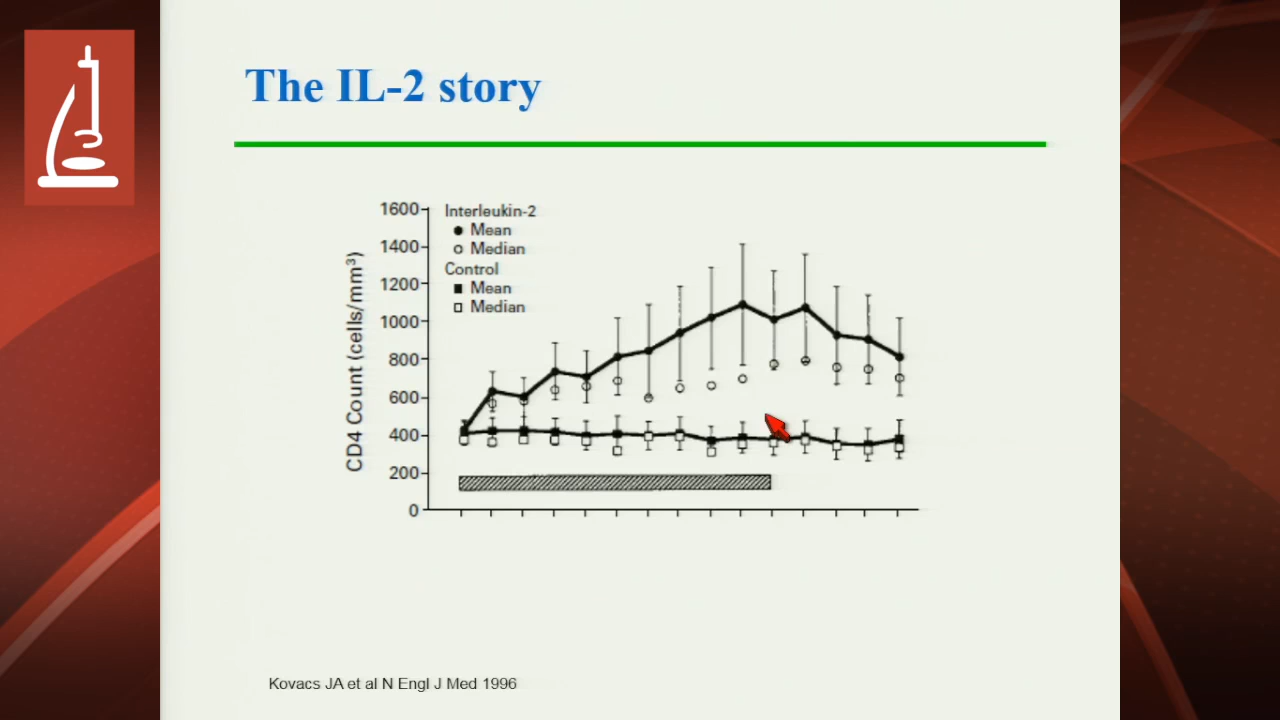 The IL-2 story
1600
1400
1200
1000
800
600
400
200
0
CD4 Count (cells/mm³)
Interleukin-2
Mean
Median
Control
Mean
Median
Kovacs JA et al N Engl J Med 1996